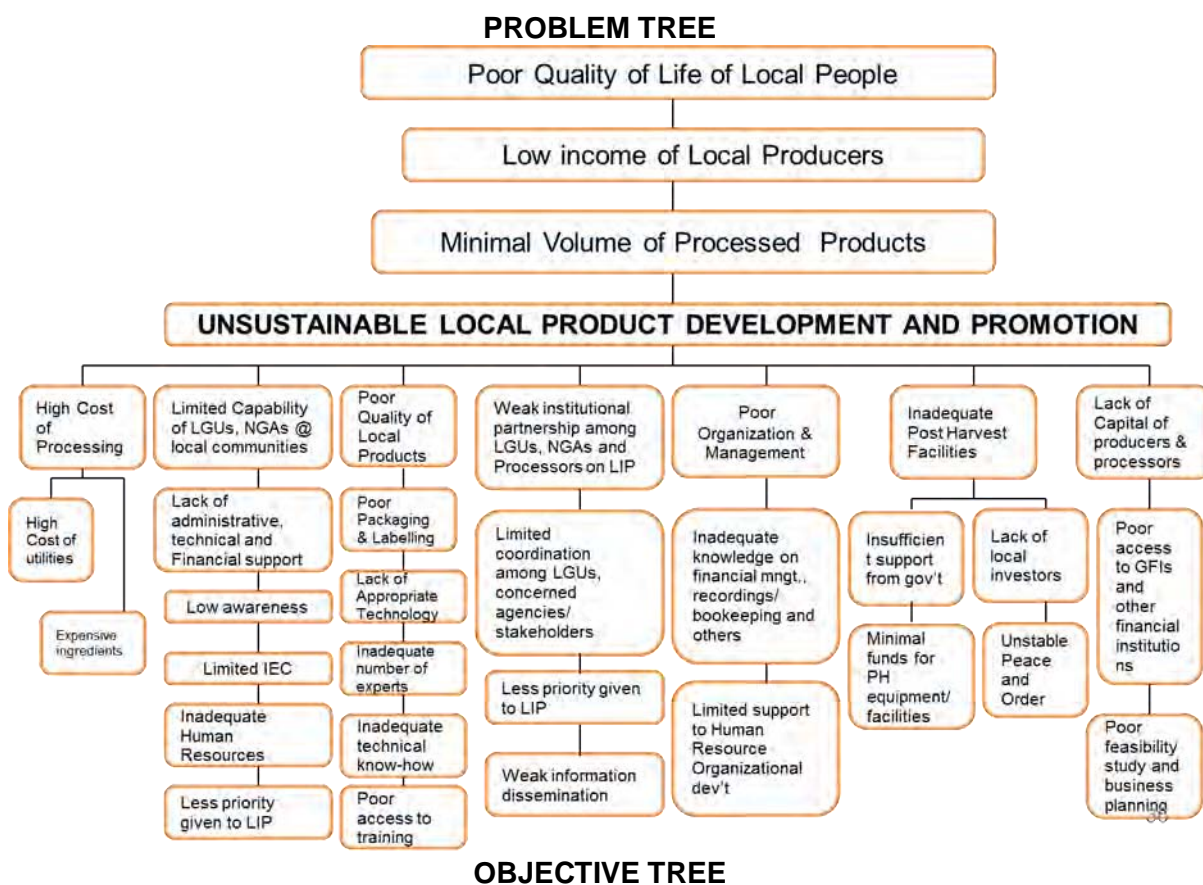 PROBLEM TREE
Poor Quality of Life of Local People
Low income of Local Producers
Minimal Volume of Processed Products
UNSUSTAINABLE LOCAL PRODUCT DEVELOPMENT AND PROMOTION
High Cost
of
Processing
High
Cost of
utilities
Expensive
ingredients
Limited Capability
of LGUs, NGAs @
local communities
Lack of
administrative,
technical and
Financial support
Low awareness
Limited IEC
Inadequate
Human
Resources
Less priority
given to LIP
Poor
Quality of
Local
Products
Poor
Packaging
& Labelling
Lack of
Appropriate
Technology
Inadequate
number of
experts
Inadequate
technical
know-how
Poor
access to
training
Weak institutional
partnership among
LGUs, NGAs and
Processors on LIP
Limited
coordination
among LGUs,
concerned
agencies/
stakeholders
Less priority given
to LIP
Weak information
dissemination
Poor
Organization &
Management
Inadequate
knowledge on
financial mngt.,
recordings/
bookeeping and
others
Limited support
to Human
Resource
Organizational
dev't
Inadequate
Post Harvest
Facilities
Insufficien
t support
from gov't
Minimal
funds for
PH
equipment/
facilities
Lack of
local
investors
Unstable
Peace
and
Order
Lack of
Capital of
producers &
processors
Poor
access
to GFIs
and
other
financial
institutio
ns
Poor
feasibility
study and
business
planning
OBJECTIVE TREE